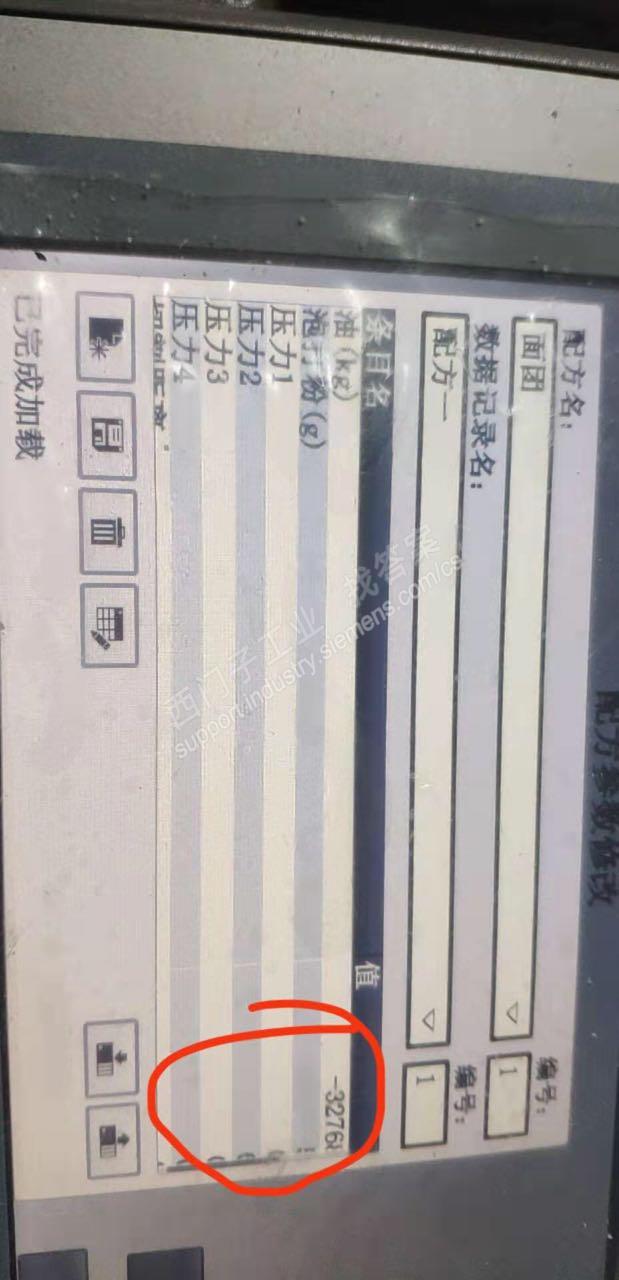 配方参数修改
配方名：
编号：
面团
1
数据记录名：
编号：
配方一
1
条目名
值
油(kg)
-3276
泡打粉(g)
压力1
压力2
压力3
压力4
已完成加载
西门子工业 找答案
support.industry.siemens.com/cs